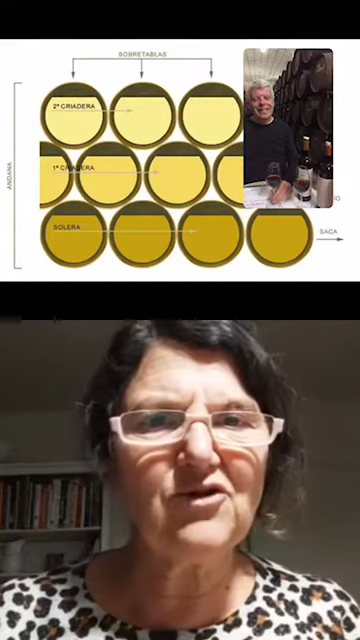 SOBRETABLAS
2ª CRIADERA
1ª CRIADERA
SOLERA
SACA
ANDANA